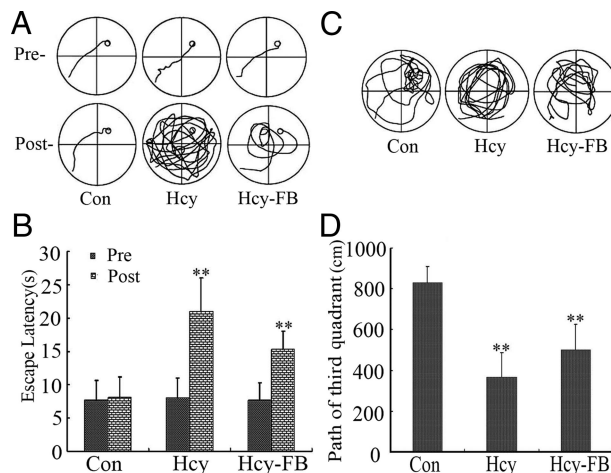 A
Pre-
Post-
Con Hcy Hcy-FB
B
Escape Latency(s)
30
25
20
15
10
5
0
Pre
Post
**
**
Con Hcy Hcy-FB
C
Con Hcy Hcy-FB
D
Path of third quadrant (cm)
1000
800
600
400
200
0
**
**
Con Hcy Hcy-FB